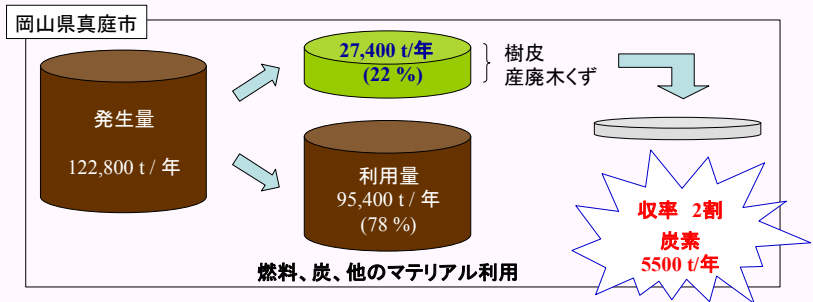 岡山県真庭市
発生量
122,800 t / 年
27,400 t/年
(22 %)
樹皮
産廃木くず
利用量
95,400 t / 年
(78 %)
燃料、炭、他のマテリアル利用
収率 2割
炭素
5500 t/年